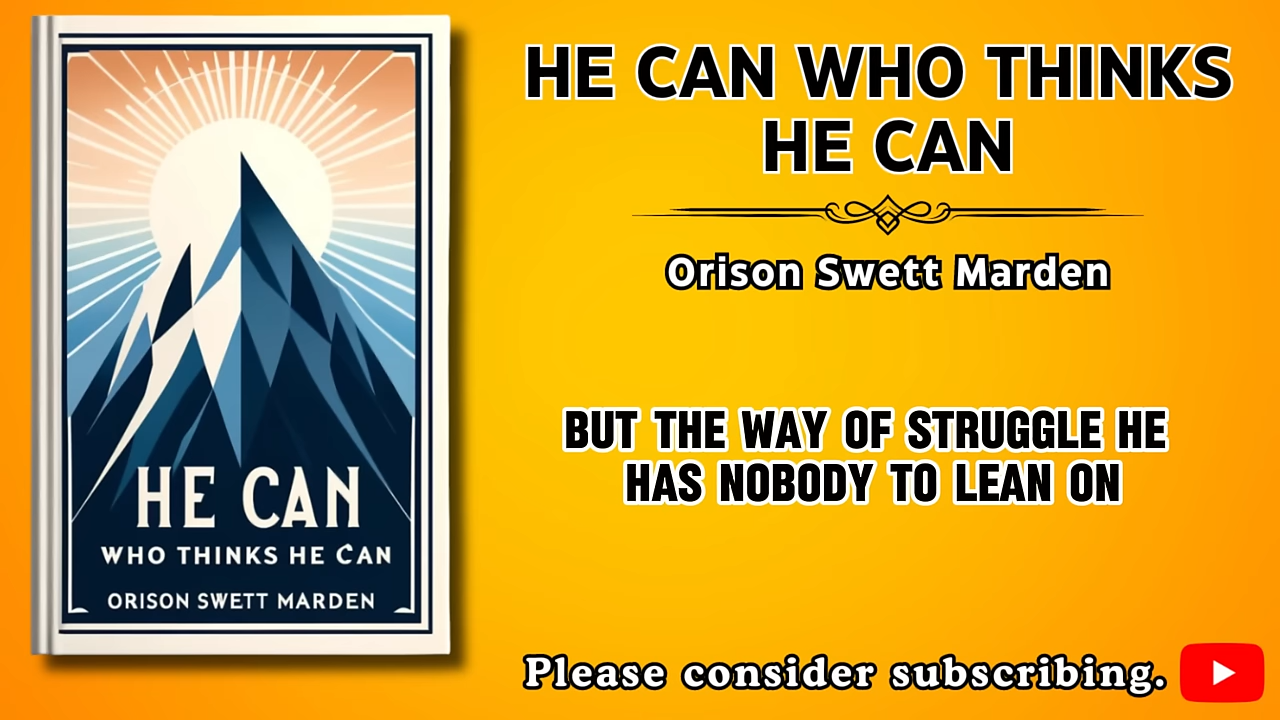 HE CAN
WHO THINKS HE CAN
ORISON SWETT MARDEN
HE CAN WHO THINKS
HE CAN
Orison Swett Marden
BUT THE WAY OF STRUGGLE HE
HAS NOBODY TO LEAN ON
Please consider subscribing.